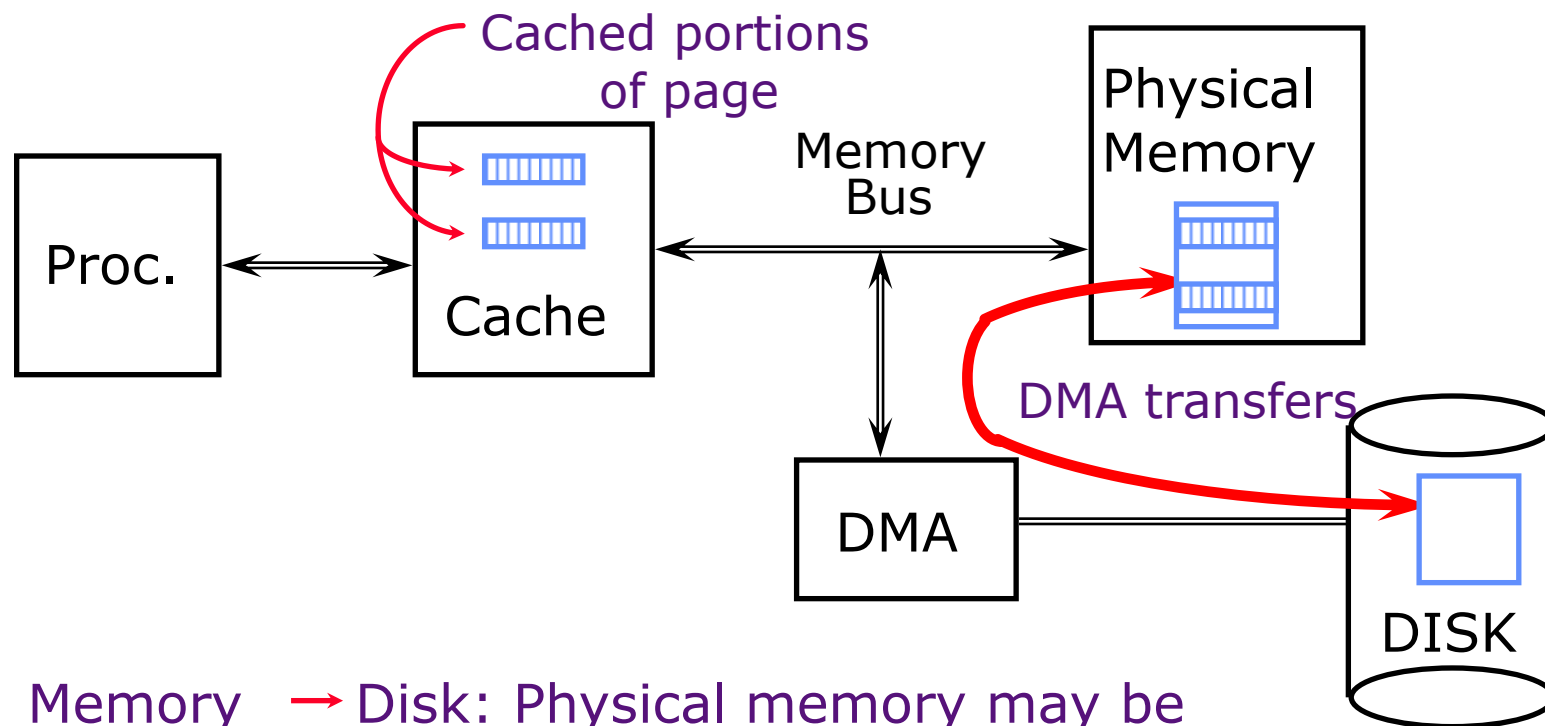 Cached portions
of page
Physical
Memory
Memory
Bus
Proc.
Cache
DMA transfers
DMA
DISK
Memory → Disk: Physical memory may be